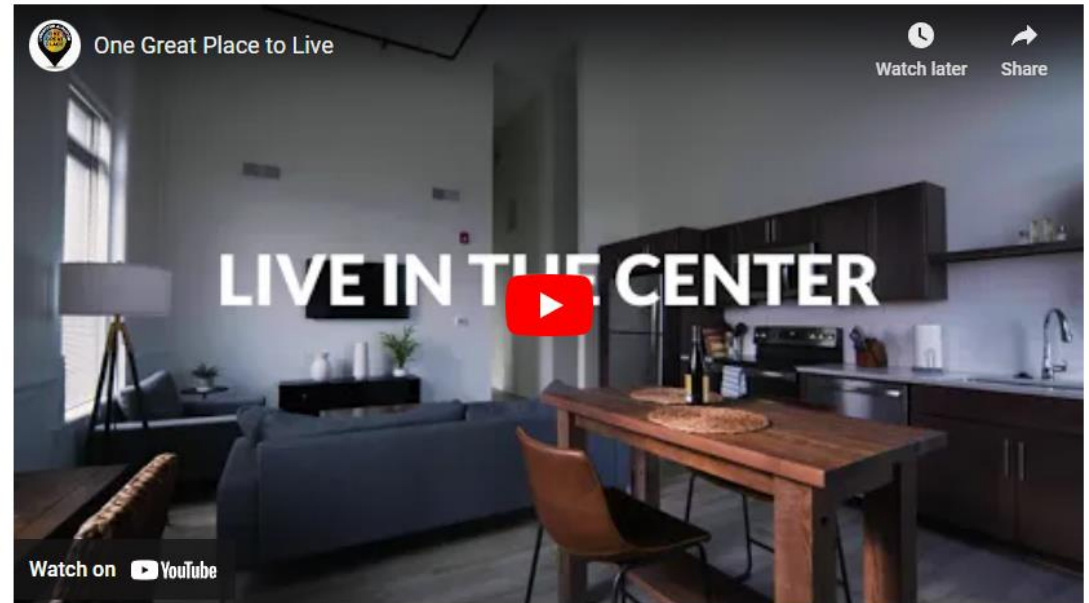 One Great Place to Live
Watch later
Share
LIVE IN THE CENTER
Watch on YouTube